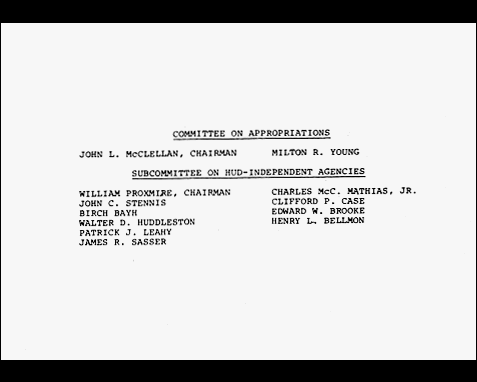 COMMITTEE ON APPROPRIATIONS
JOHN L. McCLELLAN, CHAIRMAN MILTON R. YOUNG
SUBCOMMITTEE ON HUD-INDEPENDENT AGENCIES
WILLIAM PROXMIRE, CHAIRMAN CHARLES McC. MATHIAS, JR.
JOHN C. STENNIS CLIFFORD P. CASE
BIRCH BAYH EDWARD W. BROOKE
WALTER D. HUDDLESTON HENRY L. BELLMON
PATRICK J. LEAHY
JAMES R. SASSER